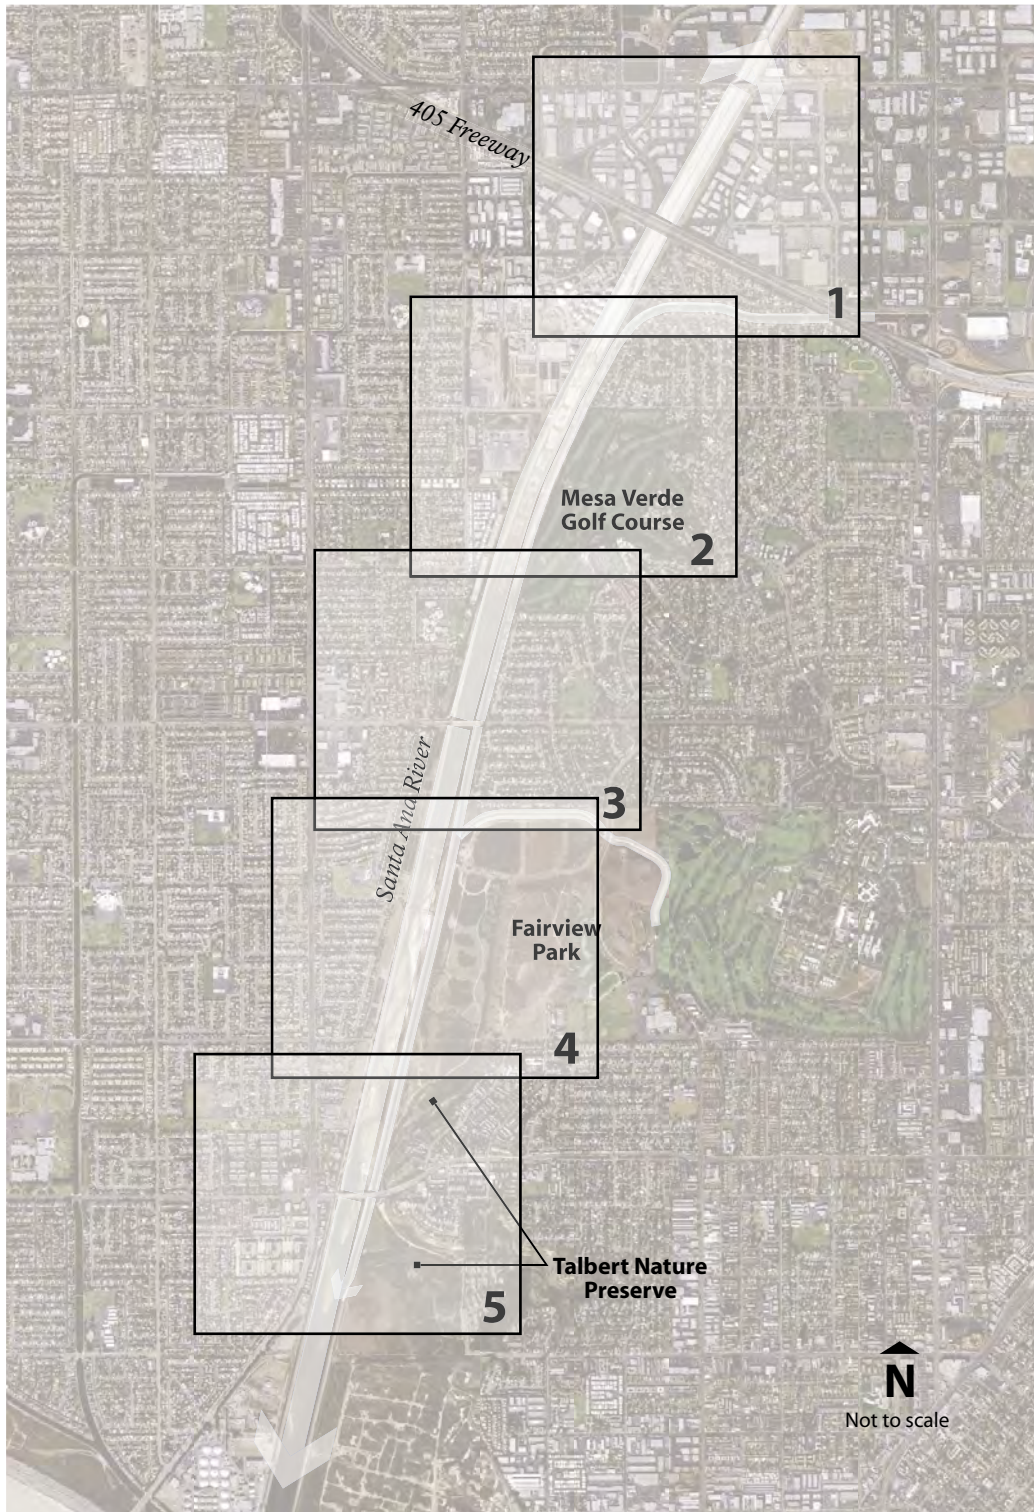 405 Freeway
1
Mesa Verde
Golf Course
2
Santa Ana River
3
Fairview
Park
4
Talbert Nature
Preserve
5
N
Not to scale